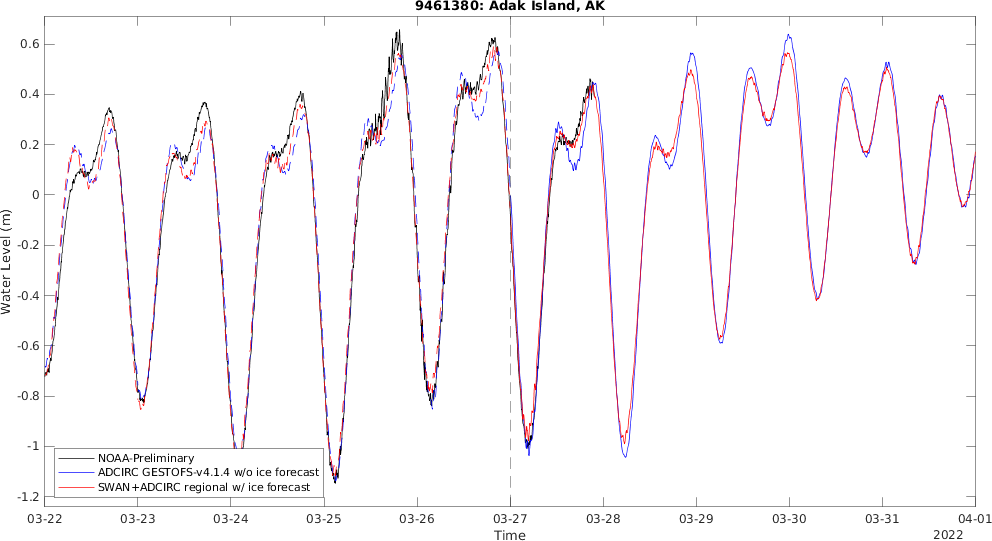 9461380: Adak Island, AK
Water Level (m)
0.6
0.4
0.2
0
-0.2
-0.4
-0.6
-0.8
-1
-1.2
NOAA-Preliminary
ADCIRC GESTOFS-v4.1.4 w/o ice forecast
SWAN+ADCIRC regional w/ ice forecast
03-22 03-23 03-24 03-25 03-26 03-27 03-28 03-29 03-30 03-31 04-01
Time
2022